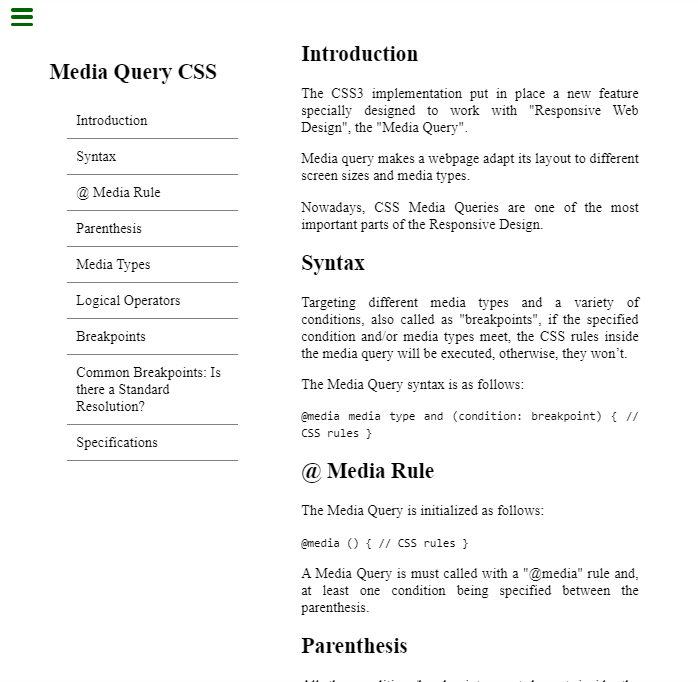 Media Query CSS
Introduction
Syntax
@ Media Rule
Parenthesis
Media Types
Logical Operators
Breakpoints
Common Breakpoints: Is
there a Standard
Resolution?
Specifications
Introduction
The CSS3 implementation put in place a new feature
specially designed to work with "Responsive Web
Design", the "Media Query".
Media query makes a webpage adapt its layout to different
screen sizes and media types.
Nowadays, CSS Media Queries are one of the most
important parts of the Responsive Design.
Syntax
Targeting different media types and a variety of
conditions, also called as "breakpoints", if the specified
condition and/or media types meet, the CSS rules inside
the media query will be executed, otherwise, they won’t.
The Media Query syntax is as follows:
@media media type and (condition: breakpoint) { //
CSS rules }
@ Media Rule
The Media Query is initialized as follows:
@media () { // CSS rules }
A Media Query is must called with a "@media" rule and,
at least one condition being specified between the
parenthesis.
Parenthesis